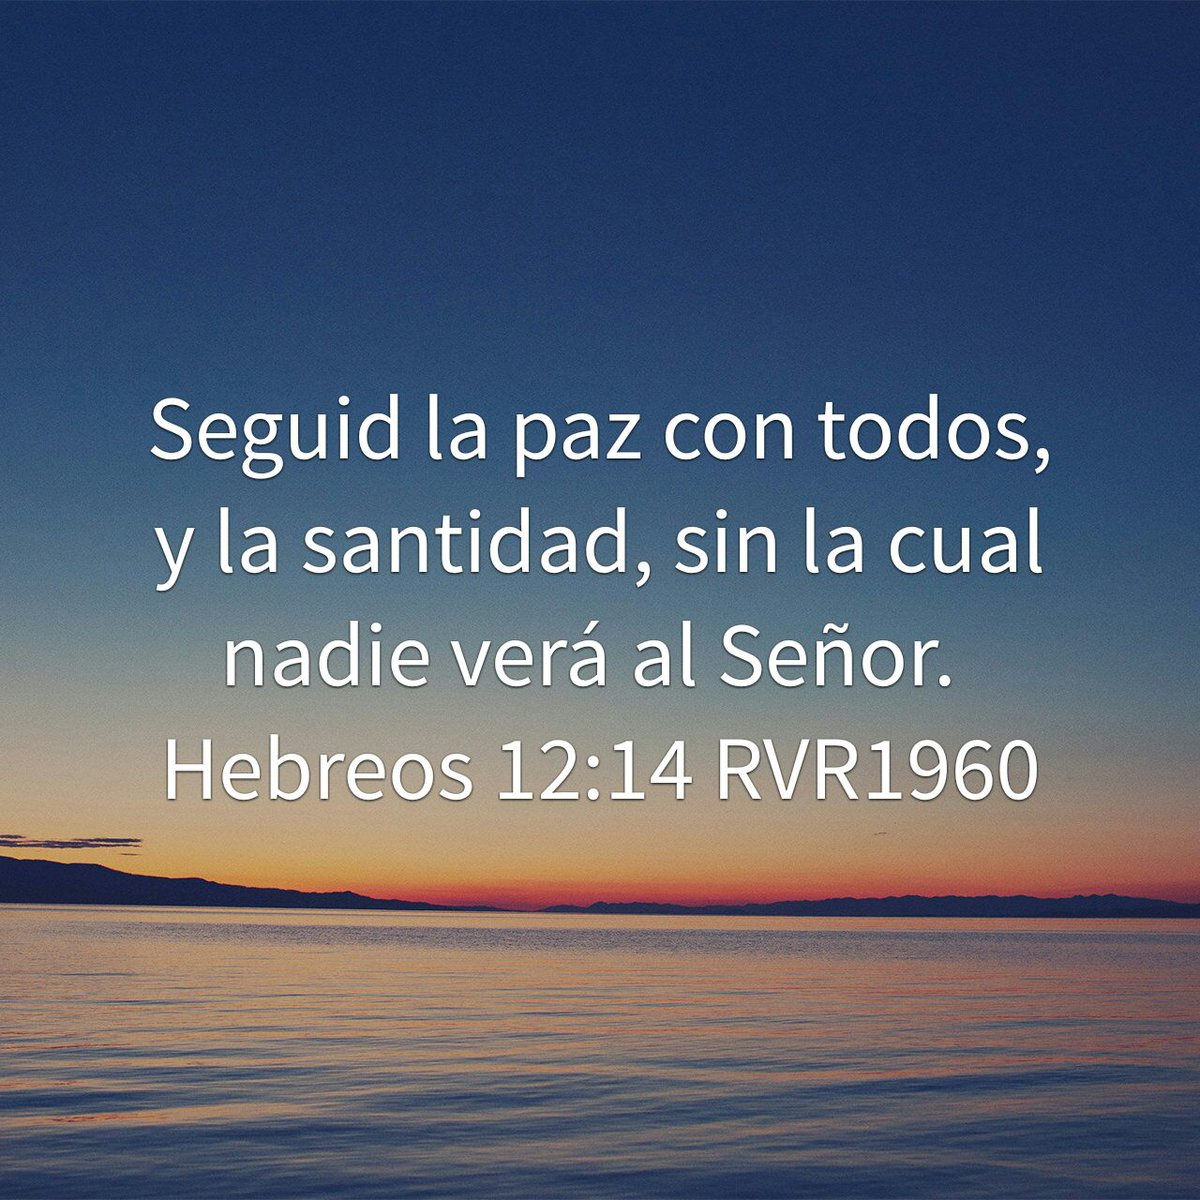 Seguid la paz con todos,
y la santidad, sin la cual
nadie verá al Señor.
Hebreos 12:14 RVR1960